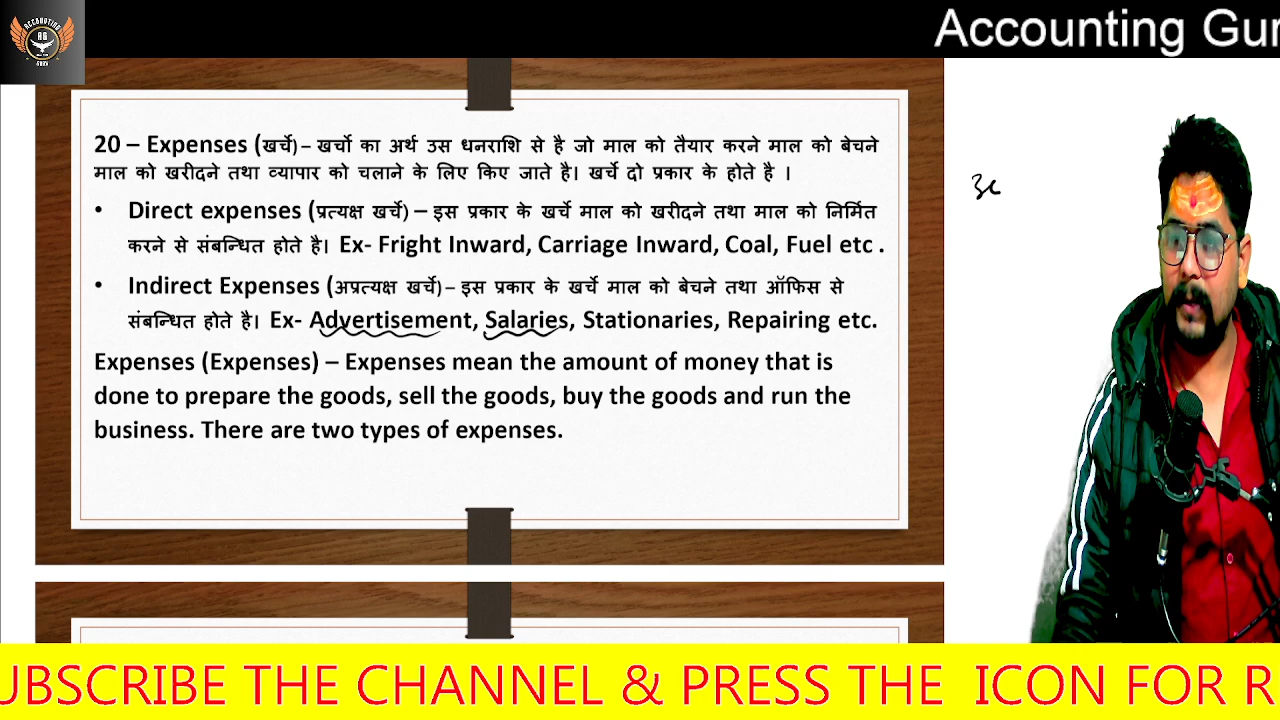 ACCOUNTING
AG
GURU
Accounting Gur
20 – Expenses (खर्चे) – खर्चो का अर्थ उस धनराशि से है जो माल को तैयार करने माल को बेचने
माल को खरीदने तथा व्यापार को चलाने के लिए किए जाते है। खर्चे दो प्रकार के होते है ।
• Direct expenses (प्रत्यक्ष खर्चे) – इस प्रकार के खर्चे माल को खरीदने तथा माल को निर्मित
करने से संबन्धित होते है। Ex- Fright Inward, Carriage Inward, Coal, Fuel etc .
• Indirect Expenses (अप्रत्यक्ष खर्चे) – इस प्रकार के खर्चे माल को बेचने तथा ऑफिस से
संबन्धित होते है। Ex- Advertisement, Salaries, Stationaries, Repairing etc.
Expenses (Expenses) – Expenses mean the amount of money that is
done to prepare the goods, sell the goods, buy the goods and run the
business. There are two types of expenses.
UBSCRIBE THE CHANNEL & PRESS THE ICON FOR R